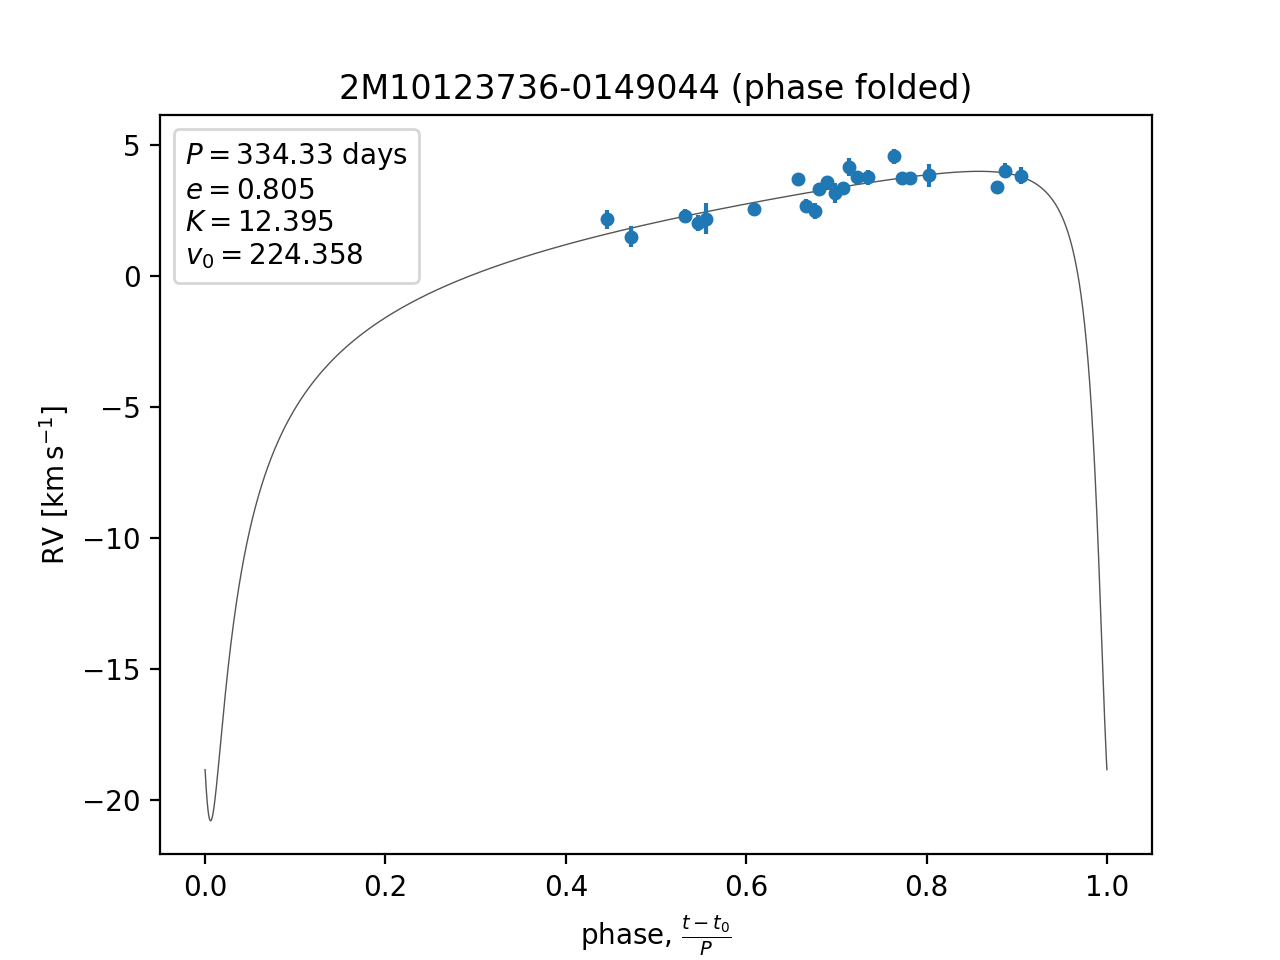 2M10123736-0149044 (phase folded)
P = 334.33 days
e = 0.805
K = 12.395
v₀ = 224.358
5
0
−5
−10
−15
−20
RV [km s⁻¹]
0.0 0.2 0.4 0.6 0.8 1.0
phase, (t − t₀)/P